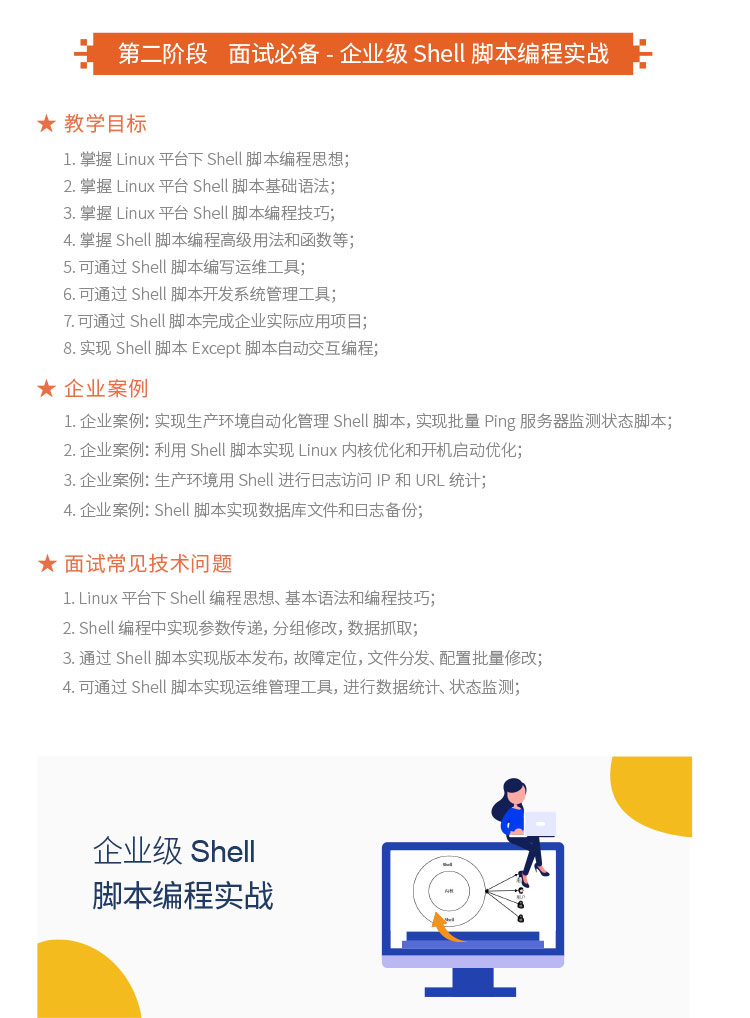 第二阶段 面试必备 - 企业级 Shell 脚本编程实战
★ 教学目标
1. 掌握 Linux 平台下 Shell 脚本编程思想；
2. 掌握 Linux 平台 Shell 脚本基础语法；
3. 掌握 Linux 平台 Shell 脚本编程技巧；
4. 掌握 Shell 脚本编程高级用法和函数等；
5. 可通过 Shell 脚本编写运维工具；
6. 可通过 Shell 脚本开发系统管理工具；
7. 可通过 Shell 脚本完成企业实际应用项目；
8. 实现 Shell 脚本 Except 脚本自动交互编程；
★ 企业案例
1. 企业案例：实现生产环境自动化管理 Shell 脚本，实现批量 Ping 服务器监测状态脚本；
2. 企业案例：利用 Shell 脚本实现 Linux 内核优化和开机启动优化；
3. 企业案例：生产环境用 Shell 进行日志访问 IP 和 URL 统计；
4. 企业案例：Shell 脚本实现数据库文件和日志备份；
★ 面试常见技术问题
1. Linux 平台下 Shell 编程思想、基本语法和编程技巧；
2. Shell 编程中实现参数传递，分组修改，数据抓取；
3. 通过 Shell 脚本实现版本发布，故障定位，文件分发、配置批量修改；
4. 可通过 Shell 脚本实现运维管理工具，进行数据统计、状态监测；
企业级 Shell
脚本编程实战
Shell
内核
用户
Shell